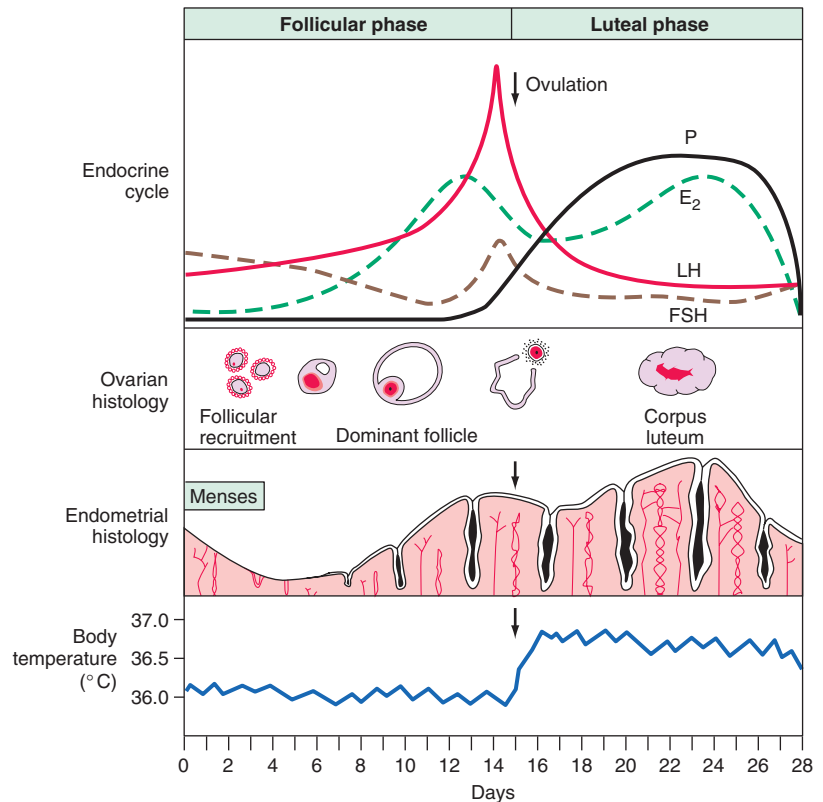 Follicular phase
Luteal phase
Endocrine
cycle
Ovulation
P
E2
LH
FSH
Ovarian
histology
Follicular
recruitment
Dominant follicle
Corpus
luteum
Endometrial
histology
Menses
Body
temperature
(°C)
37.0
36.5
36.0
0 2 4 6 8 10 12 14 16 18 20 22 24 26 28
Days